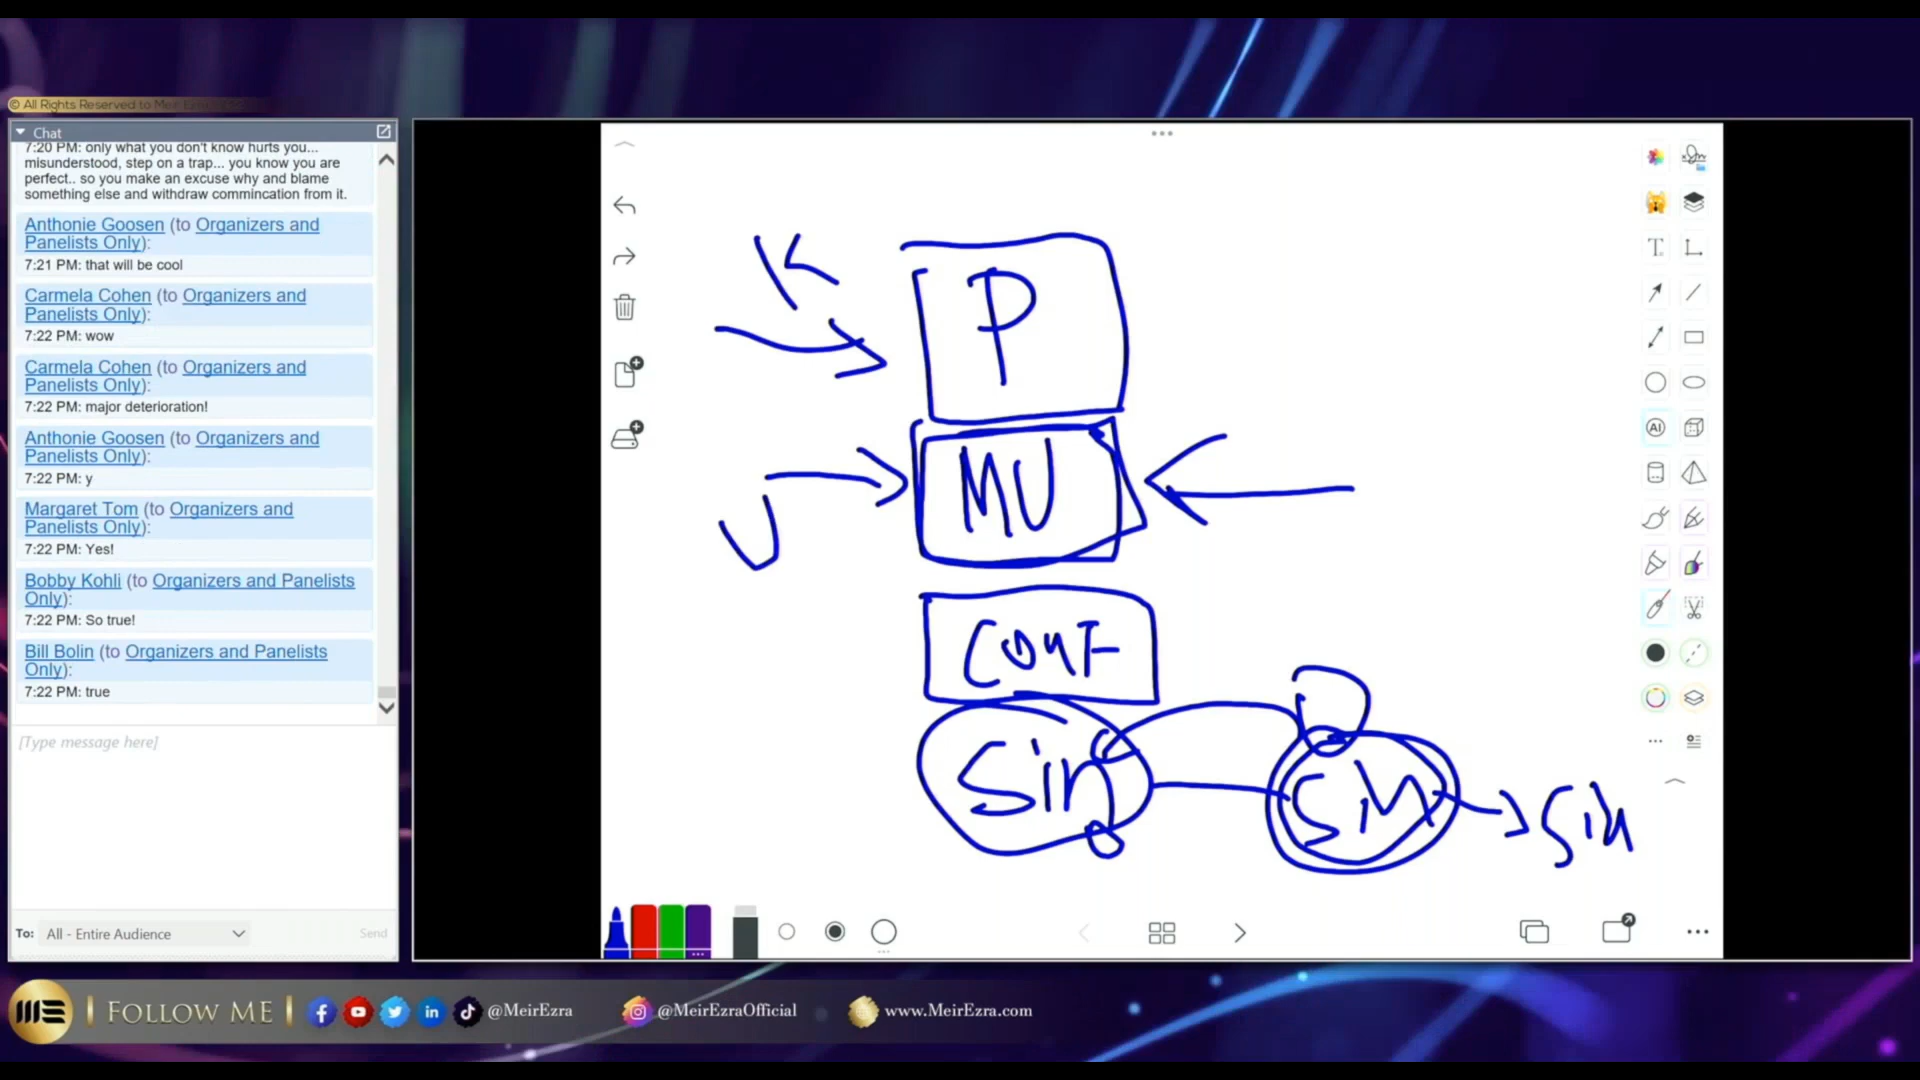 © All Rights Reserved to Meir
Chat
7:20 PM: only what you don't know hurts you...
misunderstood, step on a trap... you know you are
perfect.. so you make an excuse why and blame
something else and withdraw commincation from it.
Anthonie Goosen (to Organizers and
Panelists Only):
7:21 PM: that will be cool
Carmela Cohen (to Organizers and
Panelists Only):
7:22 PM: wow
Carmela Cohen (to Organizers and
Panelists Only):
7:22 PM: major deterioration!
Anthonie Goosen (to Organizers and
Panelists Only):
7:22 PM: y
Margaret Tom (to Organizers and
Panelists Only):
7:22 PM: Yes!
Bobby Kohli (to Organizers and Panelists
Only):
7:22 PM: So true!
Bill Bolin (to Organizers and Panelists
Only):
7:22 PM: true
[Type message here]
To: All - Entire Audience
Send
K
P
MU
U
CONF
Sin
SM
Sin
T
AI
ME
FOLLOW ME
@MeirEzra
@MeirEzraOfficial
www.MeirEzra.com